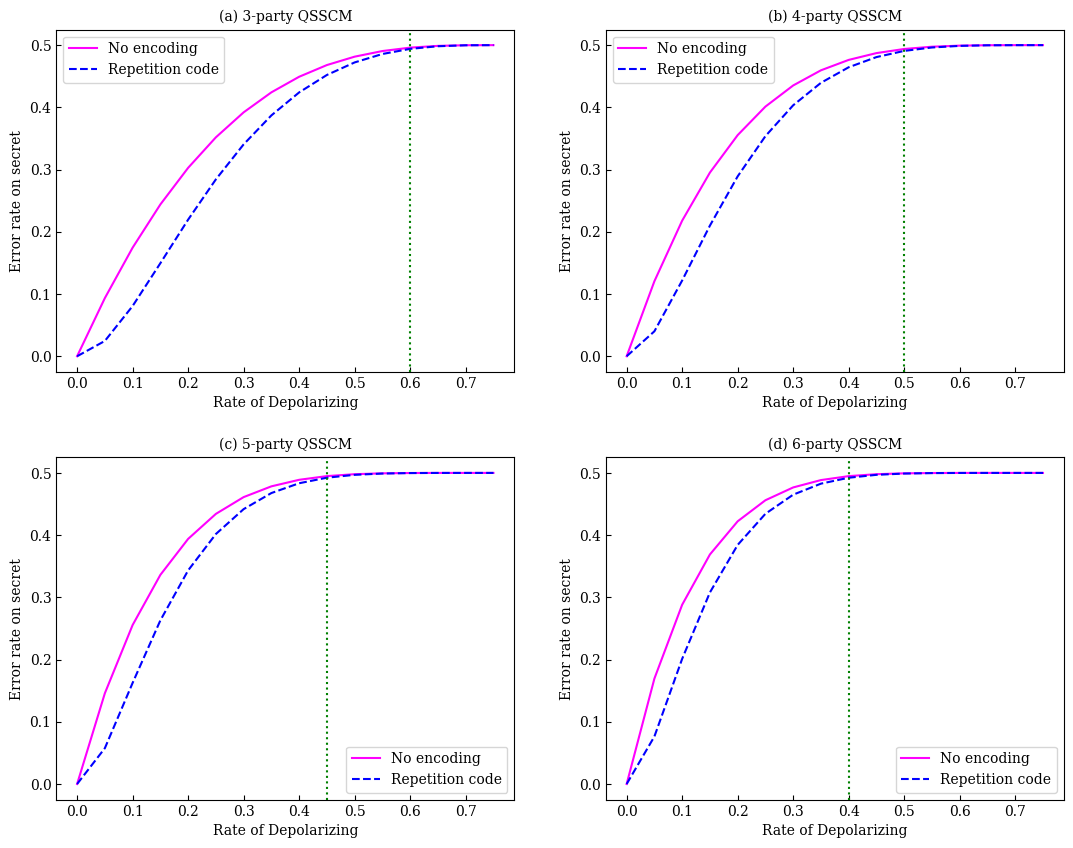 (a) 3-party QSSCM
No encoding
Repetition code
Error rate on secret
0.5
0.4
0.3
0.2
0.1
0.0
0.0 0.1 0.2 0.3 0.4 0.5 0.6 0.7
Rate of Depolarizing
(b) 4-party QSSCM
No encoding
Repetition code
Error rate on secret
0.5
0.4
0.3
0.2
0.1
0.0
0.0 0.1 0.2 0.3 0.4 0.5 0.6 0.7
Rate of Depolarizing
(c) 5-party QSSCM
Error rate on secret
0.5
0.4
0.3
0.2
0.1
0.0
No encoding
Repetition code
0.0 0.1 0.2 0.3 0.4 0.5 0.6 0.7
Rate of Depolarizing
(d) 6-party QSSCM
Error rate on secret
0.5
0.4
0.3
0.2
0.1
0.0
No encoding
Repetition code
0.0 0.1 0.2 0.3 0.4 0.5 0.6 0.7
Rate of Depolarizing